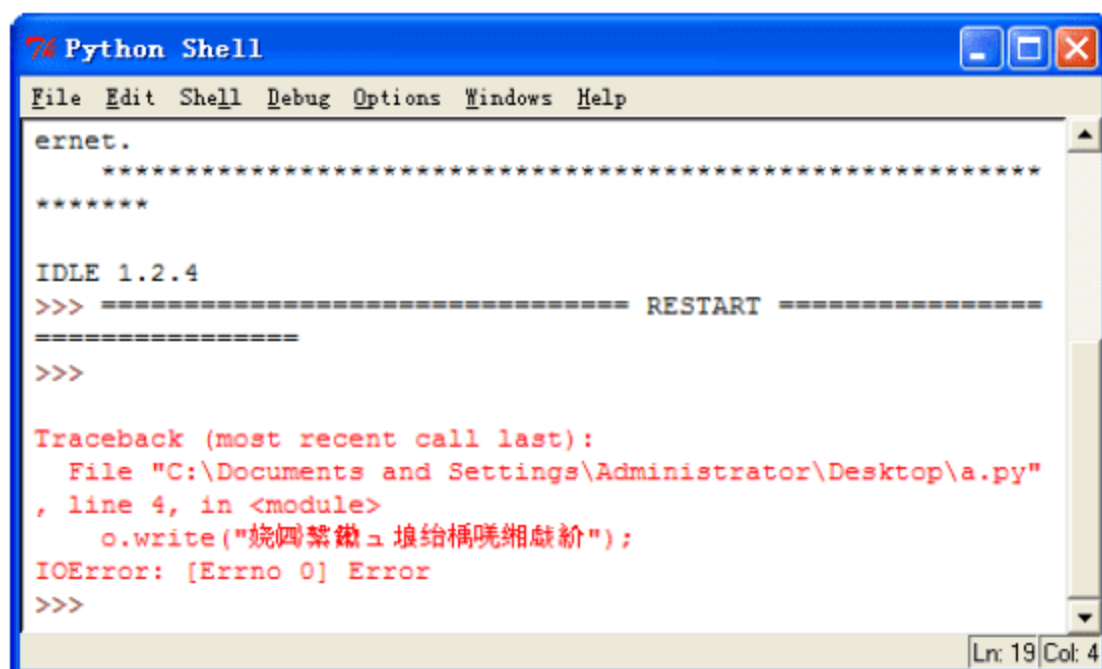 Python Shell
File Edit Shell Debug Options Windows Help
ernet.
*********************************************************
*******
IDLE 1.2.4
>>> ================================ RESTART ================
================
>>>
Traceback (most recent call last):
File "C:\Documents and Settings\Administrator\Desktop\a.py"
, line 4, in <module>
o.write("");
IOError: [Errno 0] Error
>>>
Ln: 19 Col: 4